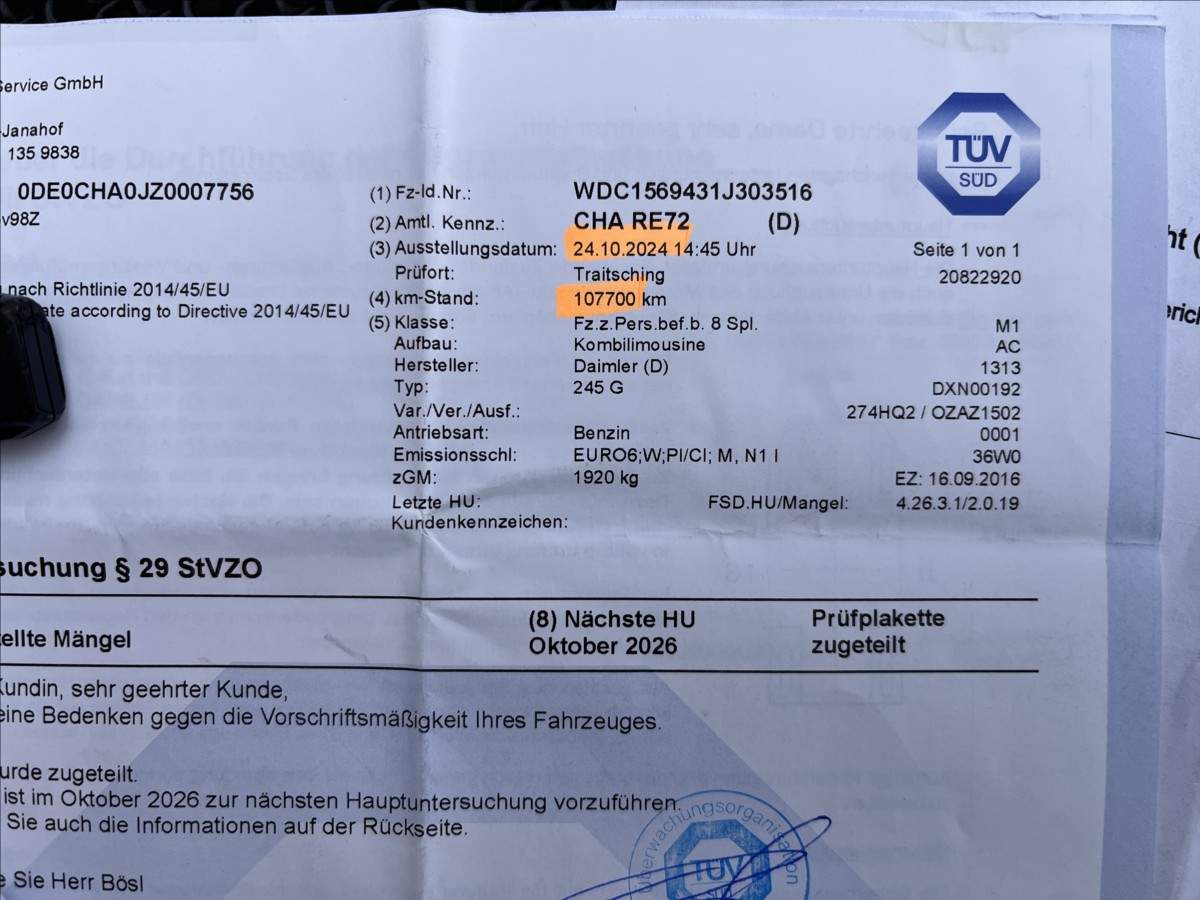 Service GmbH
-Janahof
135 9838
TÜV
SÜD
0DE0CHA0JZ0007756
(1) Fz-Id.Nr.: WDC1569431J303516
v98Z
(2) Amtl. Kennz.: CHA RE72 (D)
(3) Ausstellungsdatum: 24.10.2024 14:45 Uhr Seite 1 von 1
Prüfort: Traitsching 20822920
nach Richtlinie 2014/45/EU
(4) km-Stand: 107700 km
ate according to Directive 2014/45/EU
(5) Klasse: Fz.z.Pers.bef.b. 8 Spl. M1
Aufbau: Kombilimousine AC
Hersteller: Daimler (D) 1313
Typ: 245 G DXN00192
Var./Ver./Ausf.: 274HQ2 / OZAZ1502
Antriebsart: Benzin 0001
Emissionsschl: EURO6;W;PI/CI; M, N1 I 36W0
zGM: 1920 kg EZ: 16.09.2016
Letzte HU: FSD.HU/Mangel: 4.26.3.1/2.0.19
Kundenkennzeichen:
suchung § 29 StVZO
(8) Nächste HU Prüfplakette
ellte Mängel Oktober 2026 zugeteilt
Kundin, sehr geehrter Kunde,
eine Bedenken gegen die Vorschriftsmäßigkeit Ihres Fahrzeuges.
urde zugeteilt.
ist im Oktober 2026 zur nächsten Hauptuntersuchung vorzuführen.
Sie auch die Informationen auf der Rückseite.
Überwachungsorganisation
TÜV
SÜD
e Sie Herr Bösl